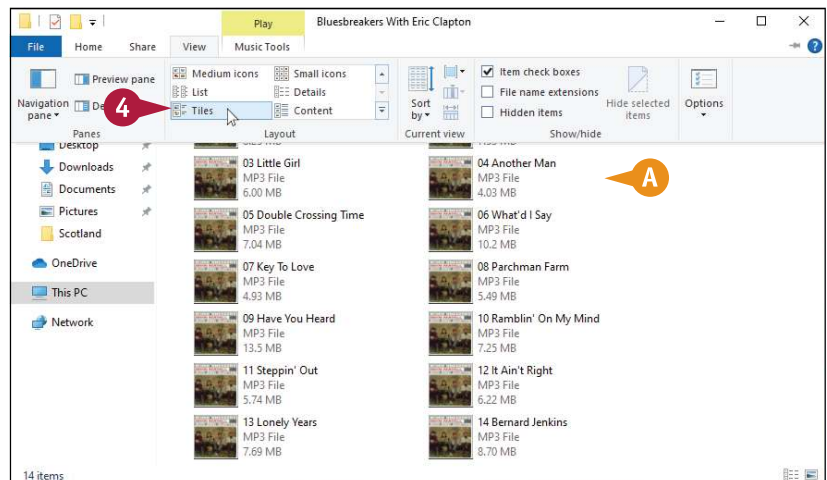 Play
Bluesbreakers With Eric Clapton
File Home Share View Music Tools
Navigation pane
Preview pane
Panes
Medium icons Small icons
List Details
Tiles Content
Layout
Sort by
Current view
Item check boxes
File name extensions
Hidden items
Hide selected items
Show/hide
Options
4
A
Desktop
Downloads
Documents
Pictures
Scotland
OneDrive
This PC
Network
03 Little Girl
MP3 File
6.00 MB
04 Another Man
MP3 File
4.03 MB
05 Double Crossing Time
MP3 File
7.04 MB
06 What'd I Say
MP3 File
10.2 MB
07 Key To Love
MP3 File
4.93 MB
08 Parchman Farm
MP3 File
5.49 MB
09 Have You Heard
MP3 File
13.5 MB
10 Ramblin' On My Mind
MP3 File
7.25 MB
11 Steppin' Out
MP3 File
5.74 MB
12 It Ain't Right
MP3 File
6.22 MB
13 Lonely Years
MP3 File
7.69 MB
14 Bernard Jenkins
MP3 File
8.70 MB
14 items